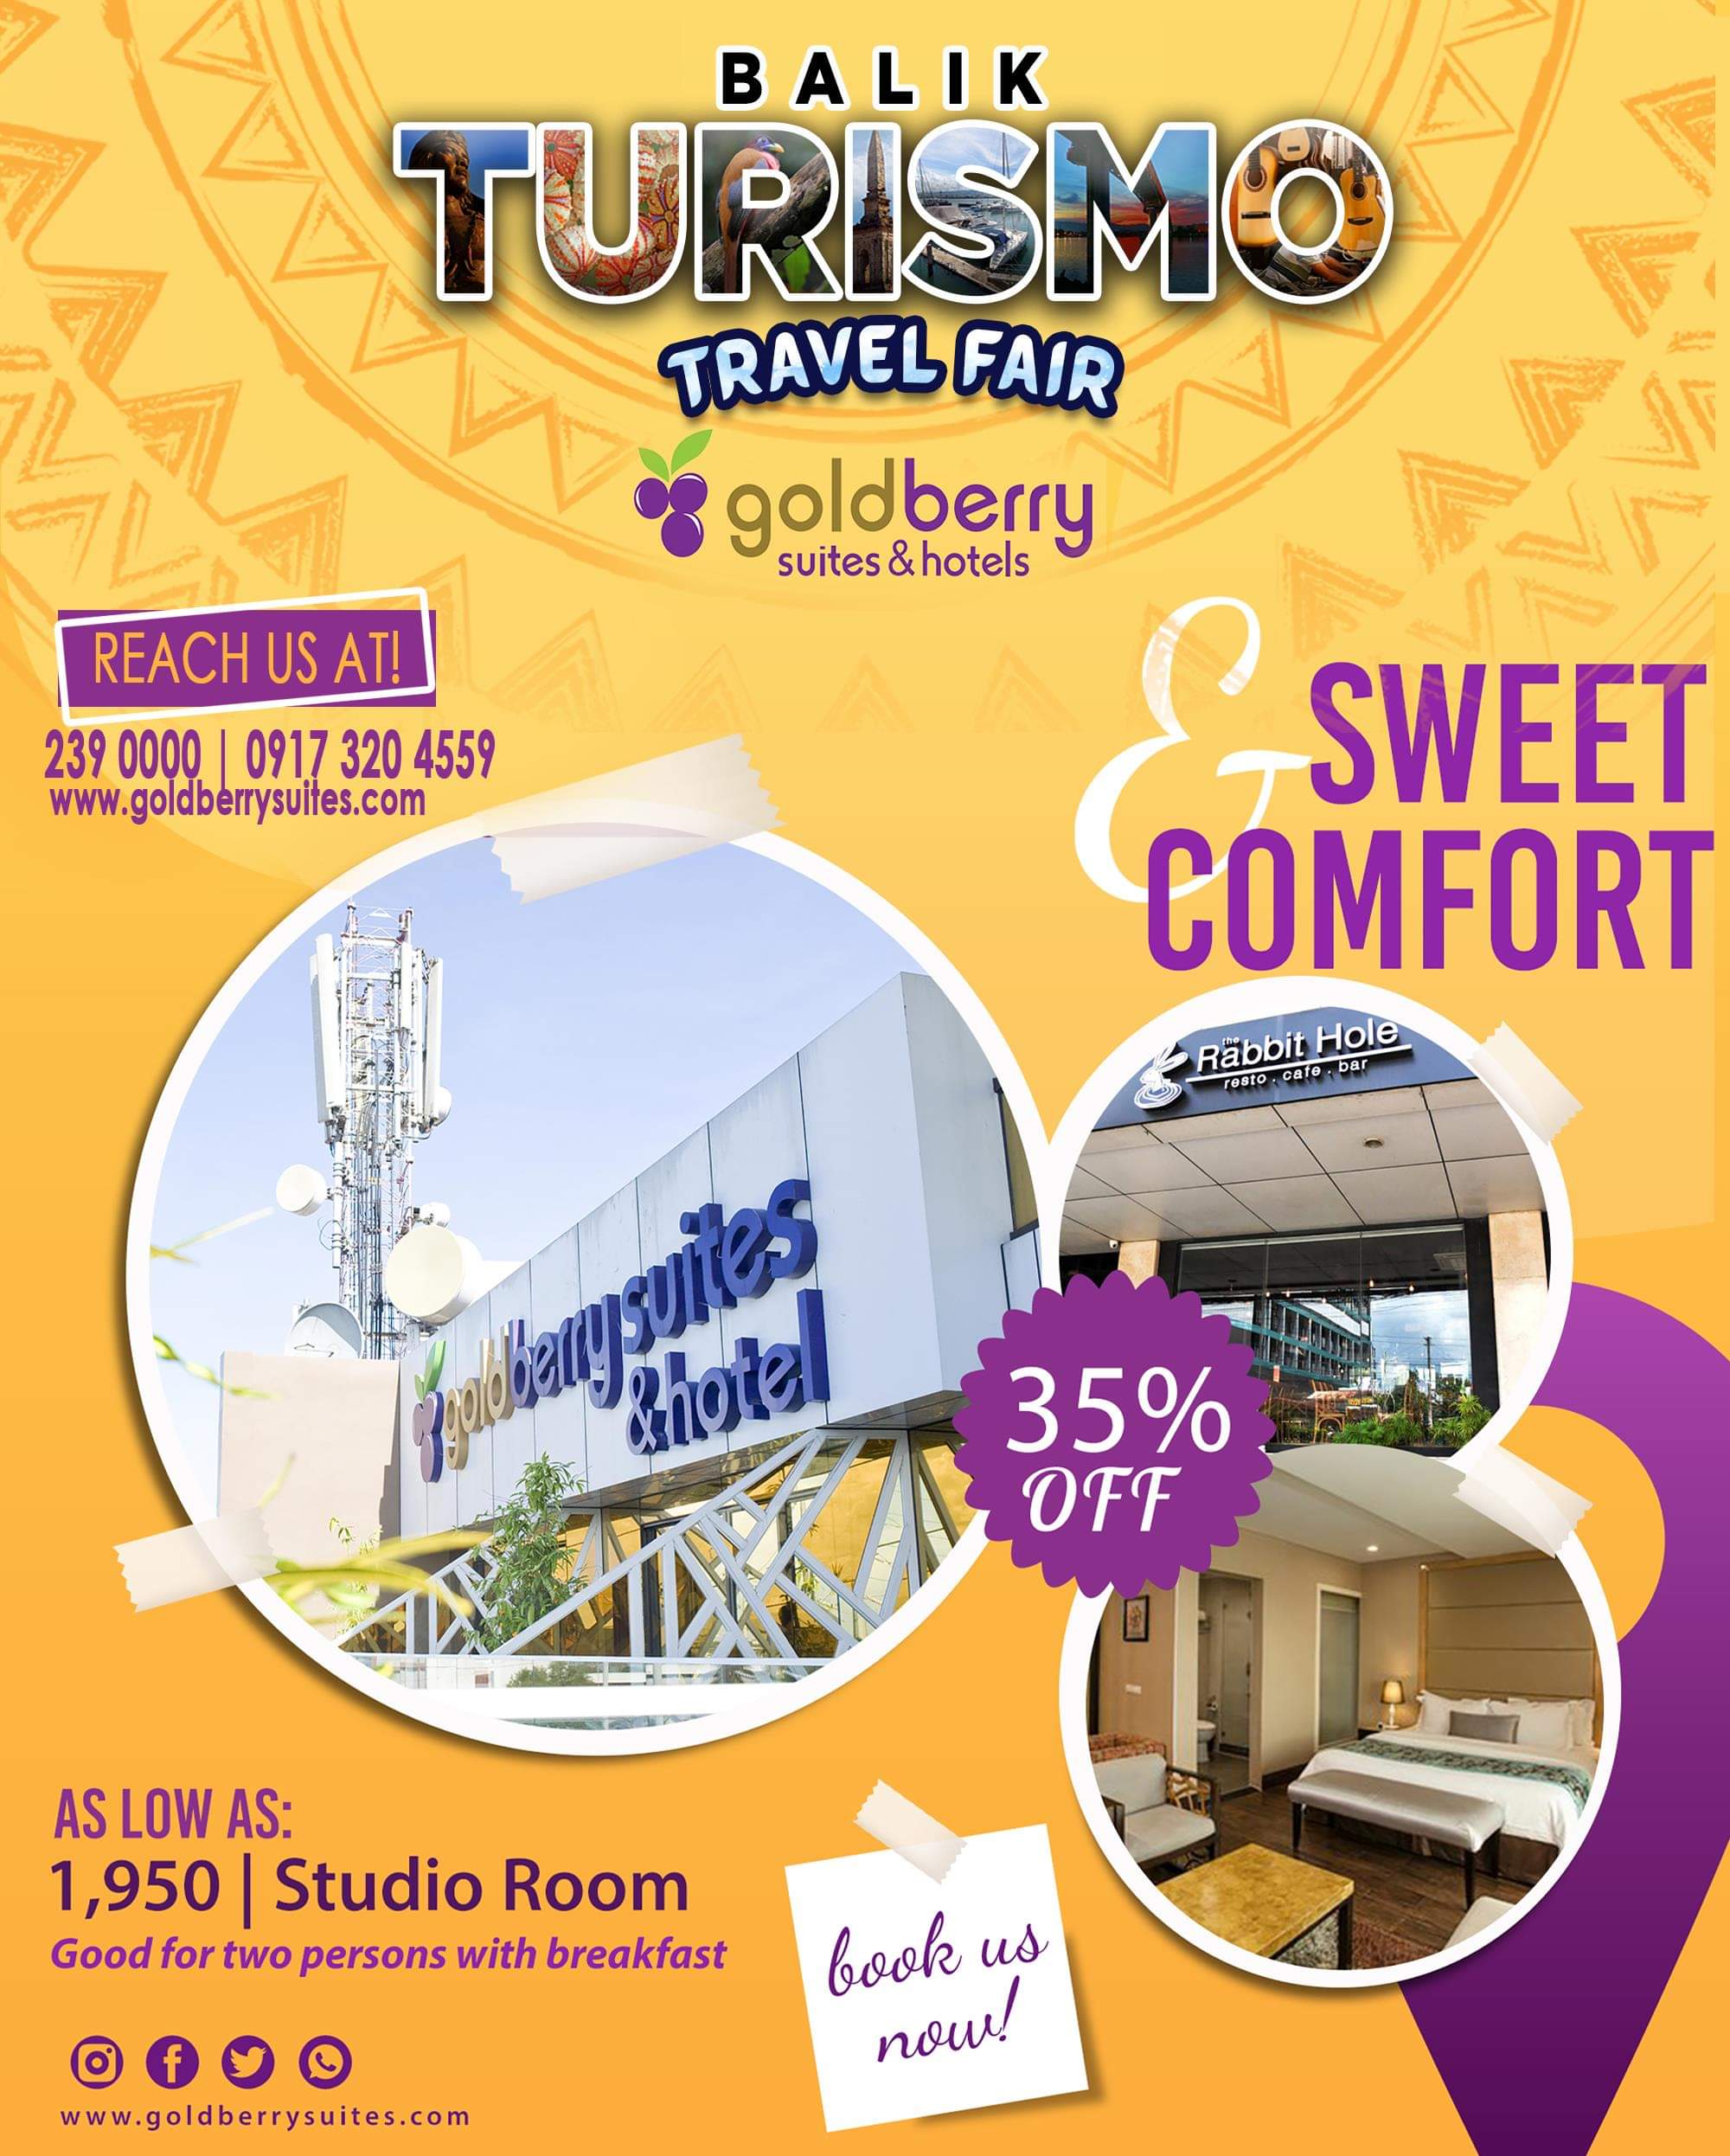 BALIK
TURISMO
TRAVEL FAIR
goldberry
suites & hotels
REACH US AT!
239 0000 | 0917 320 4559
www.goldberrysuites.com
& SWEET
COMFORT
the
Rabbit Hole
resto . cafe . bar
goldberrysuites
& hotel
35%
OFF
AS LOW AS:
1,950 | Studio Room
Good for two persons with breakfast
book us
now!
www.goldberrysuites.com